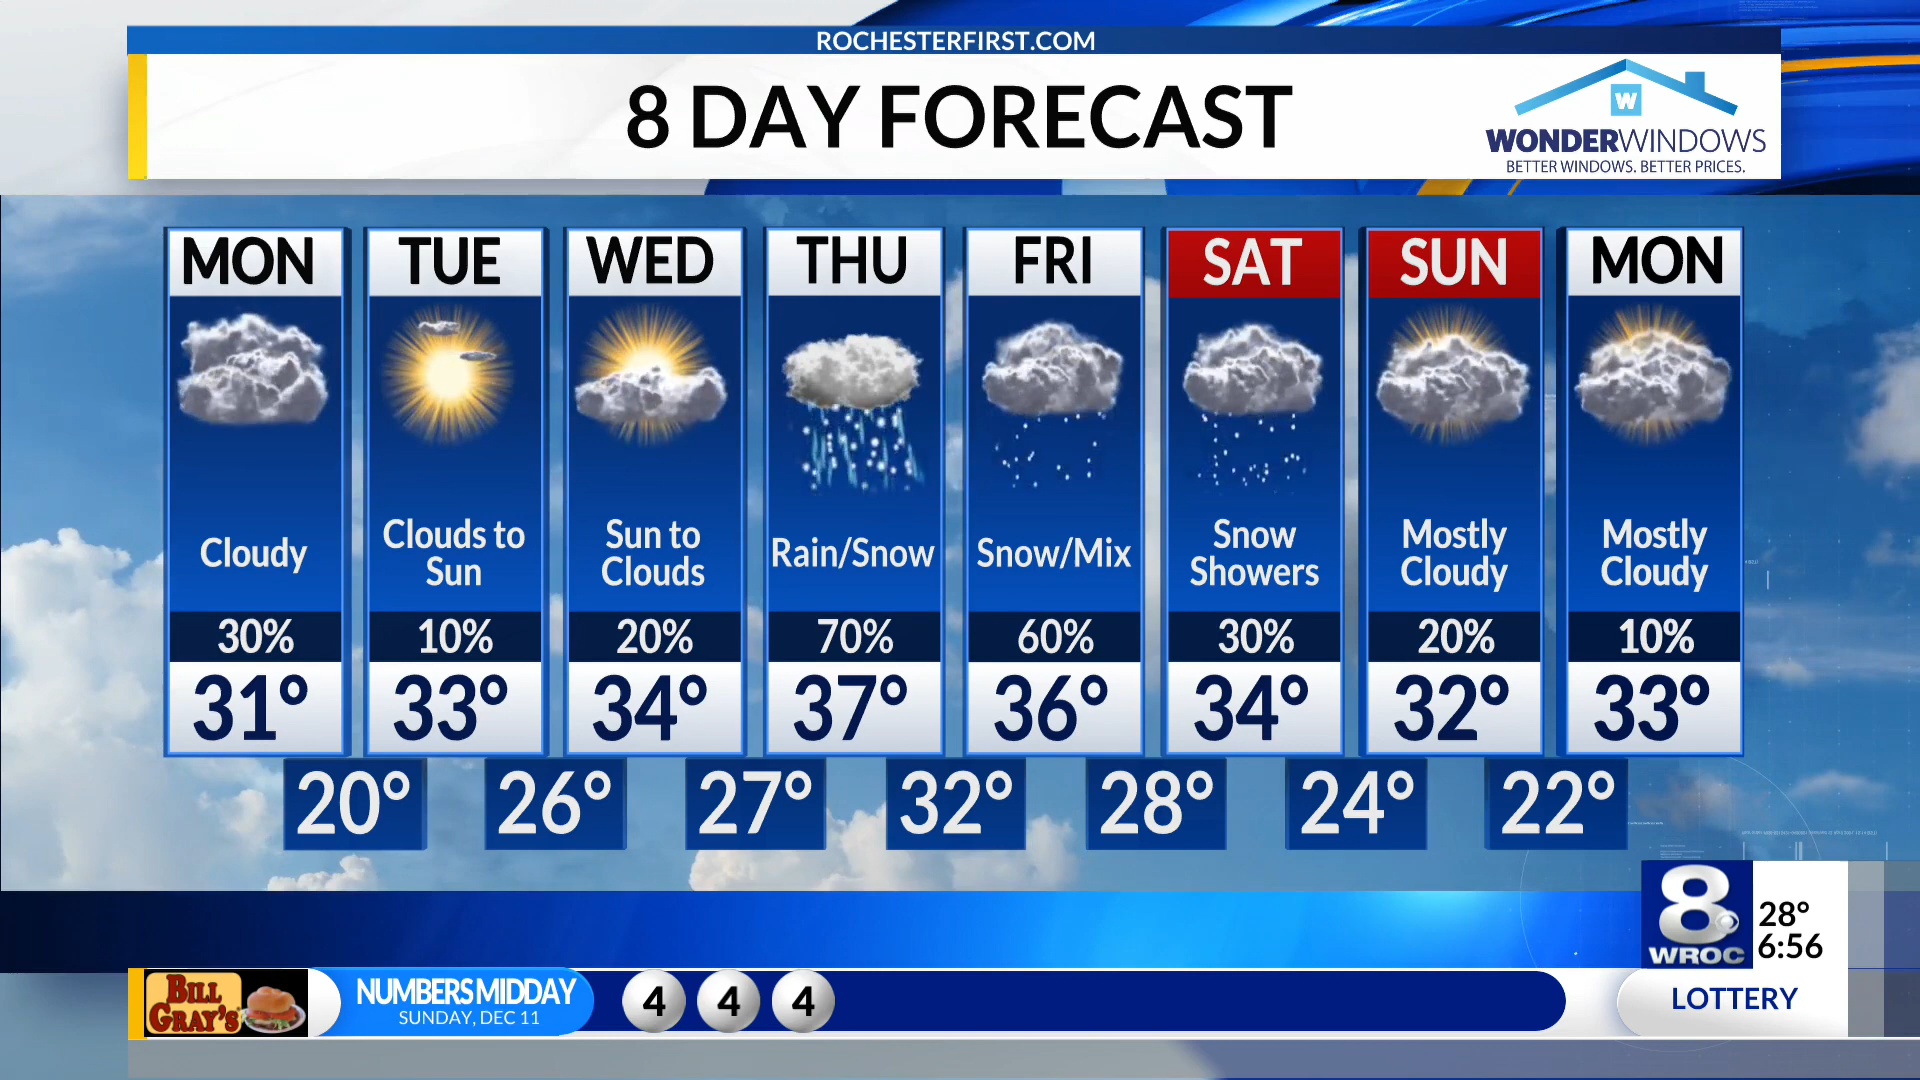 ROCHESTERFIRST.COM
8 DAY FORECAST
W
WONDERWINDOWS
BETTER WINDOWS. BETTER PRICES.
MON TUE WED THU FRI SAT SUN MON
Cloudy
Clouds to
Sun
Sun to
Clouds
Rain/Snow
Snow/Mix
Snow
Showers
Mostly
Cloudy
Mostly
Cloudy
30% 10% 20% 70% 60% 30% 20% 10%
31° 33° 34° 37° 36° 34° 32° 33°
20° 26° 27° 32° 28° 24° 22°
8
WROC
28°
6:56
BILL
GRAY'S
NUMBERS MIDDAY
SUNDAY, DEC 11
4 4 4
LOTTERY